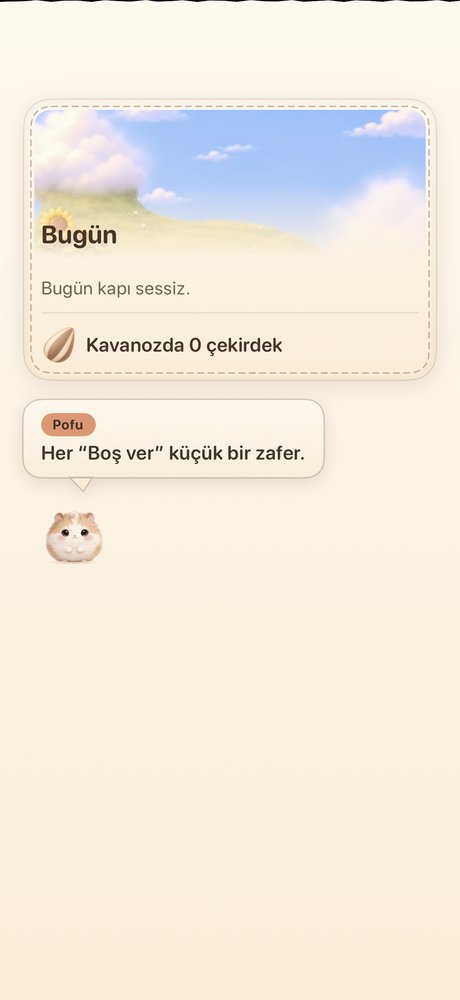 Bugün
Bugün kapı sessiz.
Kavanozda 0 çekirdek
Pofu
Her “Boş ver” küçük bir zafer.